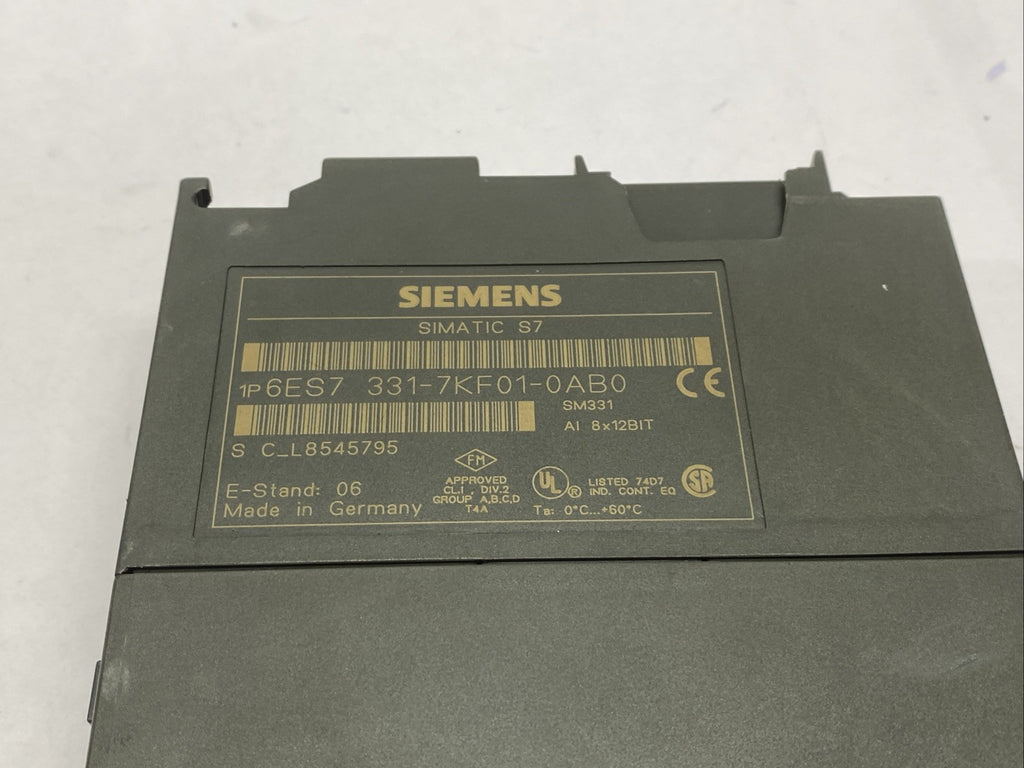 SIEMENS
SIMATIC S7
1P 6ES7 331-7KF01-0AB0
CE
SM331
AI 8x12BIT
S C_L8545795
FM
APPROVED
CL.I , DIV.2
GROUP A,B,C,D
T4A
UL ®
LISTED 74D7
IND. CONT. EQ
SA
E-Stand: 06
Made in Germany
Ta: 0°C...+60°C